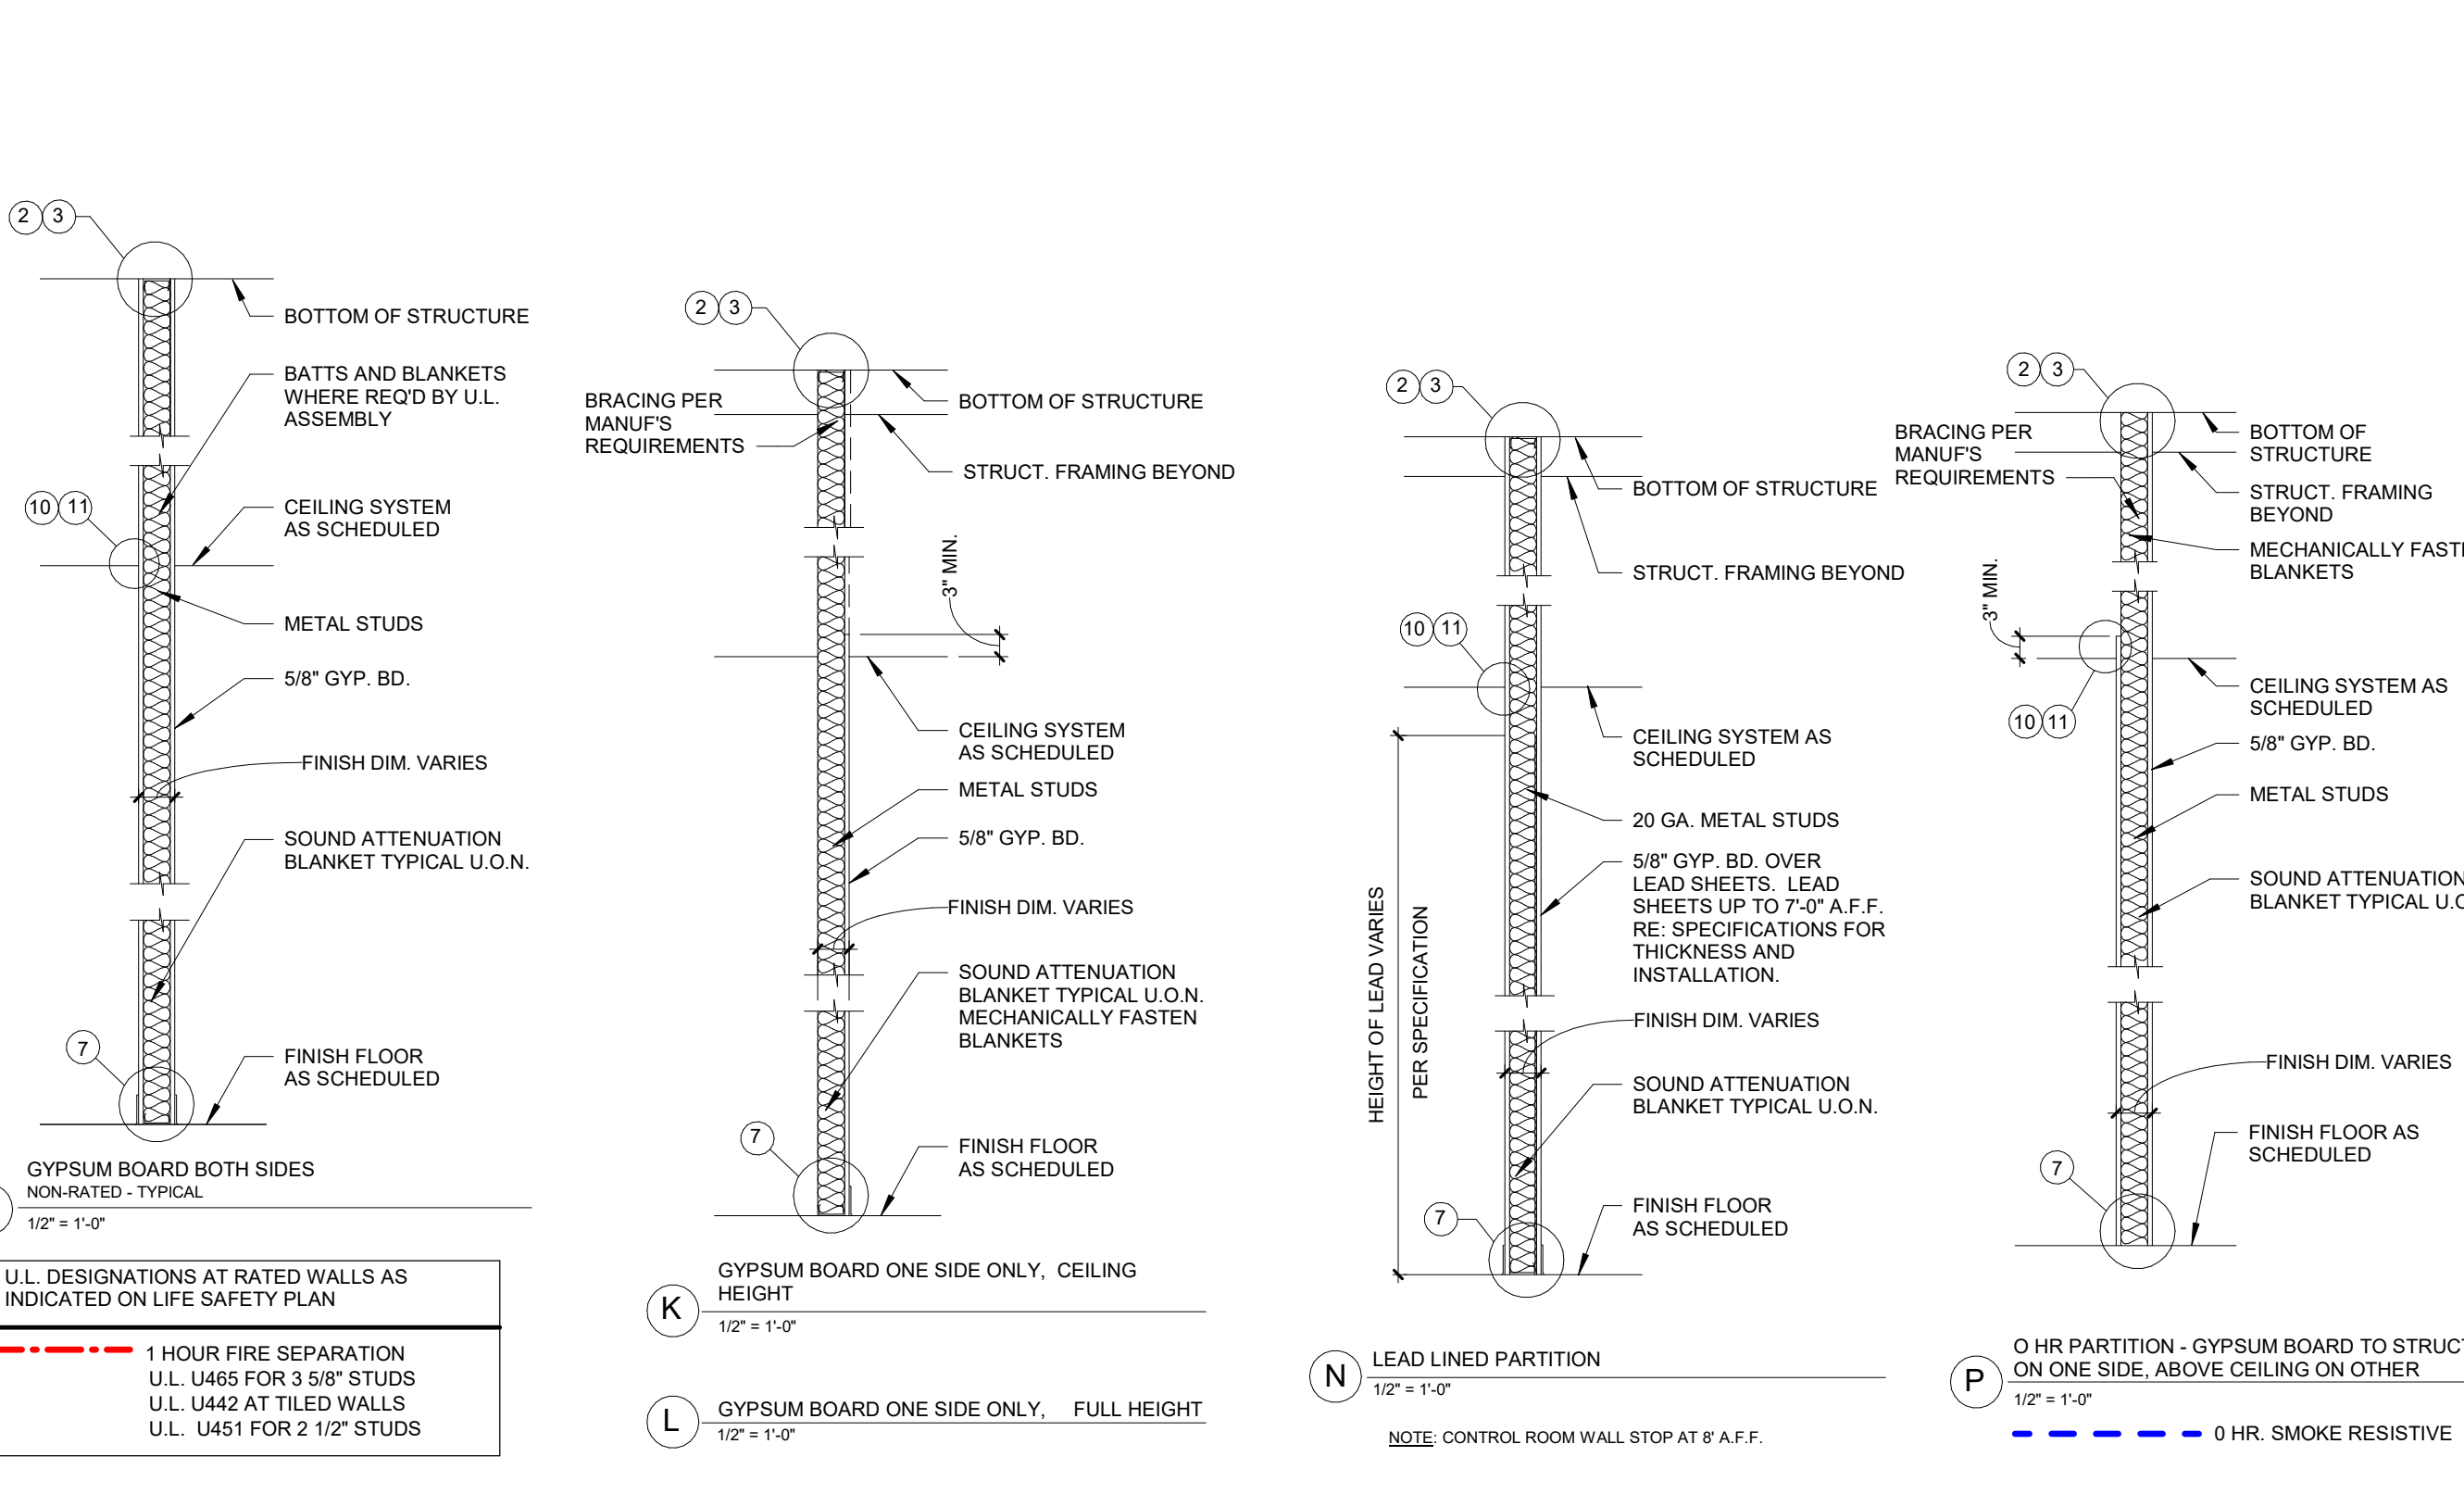 2 3
BOTTOM OF STRUCTURE
BATTS AND BLANKETS
WHERE REQ'D BY U.L.
ASSEMBLY
10 11
CEILING SYSTEM
AS SCHEDULED
METAL STUDS
5/8" GYP. BD.
FINISH DIM. VARIES
SOUND ATTENUATION
BLANKET TYPICAL U.O.N.
7
FINISH FLOOR
AS SCHEDULED
GYPSUM BOARD BOTH SIDES
NON-RATED - TYPICAL
1/2" = 1'-0"
U.L. DESIGNATIONS AT RATED WALLS AS
INDICATED ON LIFE SAFETY PLAN
1 HOUR FIRE SEPARATION
U.L. U465 FOR 3 5/8" STUDS
U.L. U442 AT TILED WALLS
U.L. U451 FOR 2 1/2" STUDS
2 3
BRACING PER
MANUF'S
REQUIREMENTS
BOTTOM OF STRUCTURE
STRUCT. FRAMING BEYOND
3" MIN.
CEILING SYSTEM
AS SCHEDULED
METAL STUDS
5/8" GYP. BD.
FINISH DIM. VARIES
SOUND ATTENUATION
BLANKET TYPICAL U.O.N.
MECHANICALLY FASTEN
BLANKETS
7
FINISH FLOOR
AS SCHEDULED
K
GYPSUM BOARD ONE SIDE ONLY, CEILING
HEIGHT
1/2" = 1'-0"
L
GYPSUM BOARD ONE SIDE ONLY, FULL HEIGHT
1/2" = 1'-0"
2 3
BOTTOM OF STRUCTURE
STRUCT. FRAMING BEYOND
10 11
CEILING SYSTEM AS
SCHEDULED
20 GA. METAL STUDS
5/8" GYP. BD. OVER
LEAD SHEETS. LEAD
SHEETS UP TO 7'-0" A.F.F.
RE: SPECIFICATIONS FOR
THICKNESS AND
INSTALLATION.
HEIGHT OF LEAD VARIES
PER SPECIFICATION
FINISH DIM. VARIES
SOUND ATTENUATION
BLANKET TYPICAL U.O.N.
7
FINISH FLOOR
AS SCHEDULED
N
LEAD LINED PARTITION
1/2" = 1'-0"
NOTE: CONTROL ROOM WALL STOP AT 8' A.F.F.
2 3
BRACING PER
MANUF'S
REQUIREMENTS
BOTTOM OF
STRUCTURE
STRUCT. FRAMING
BEYOND
MECHANICALLY
BLANKETS
3" MIN.
10 11
CEILING SYSTEM AS
SCHEDULED
5/8" GYP. BD.
METAL STUDS
SOUND ATTENUATION
BLANKET TYPICAL
FINISH DIM. VARIES
7
FINISH FLOOR AS
SCHEDULED
P
O HR PARTITION - GYPSUM BOARD TO
ON ONE SIDE, ABOVE CEILING ON OTHER
1/2" = 1'-0"
0 HR. SMOKE RESISTIVE